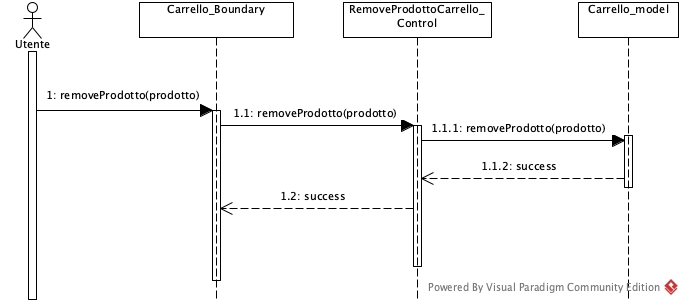 Carrello_Boundary
RemoveProdottoCarrello_
Control
Carrello_model
Utente
1: removeProdotto(prodotto)
1.1: removeProdotto(prodotto)
1.1.1: removeProdotto(prodotto)
1.1.2: success
1.2: success
Powered By Visual Paradigm Community Edition